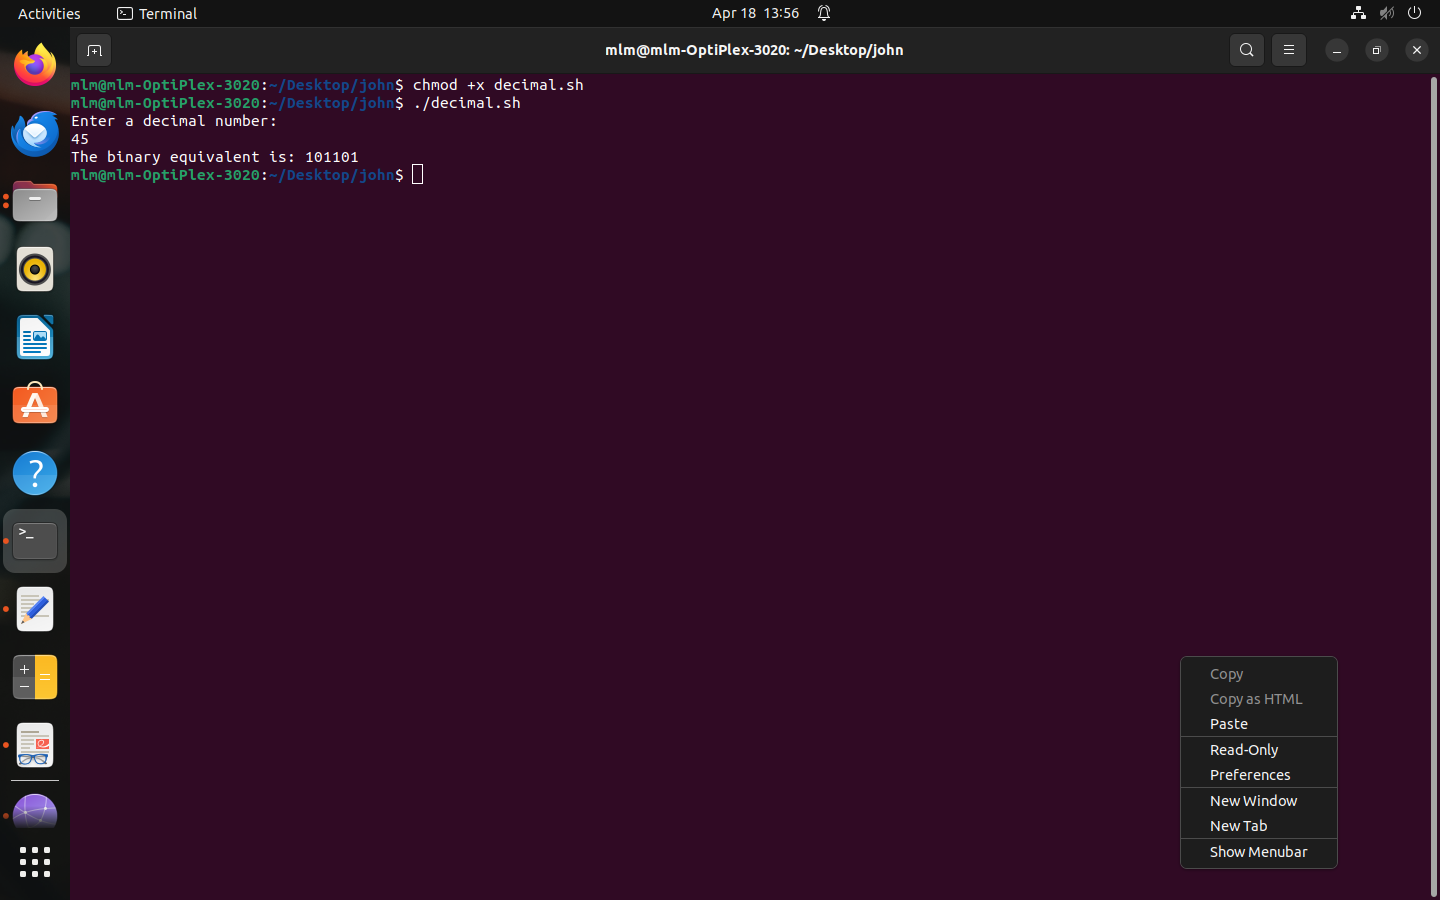 Activities
Terminal
Apr 18 13:56
mlm@mlm-OptiPlex-3020: ~/Desktop/john
mlm@mlm-OptiPlex-3020:~/Desktop/john$ chmod +x decimal.sh
mlm@mlm-OptiPlex-3020:~/Desktop/john$ ./decimal.sh
Enter a decimal number:
45
The binary equivalent is: 101101
mlm@mlm-OptiPlex-3020:~/Desktop/john$
Copy
Copy as HTML
Paste
Read-Only
Preferences
New Window
New Tab
Show Menubar